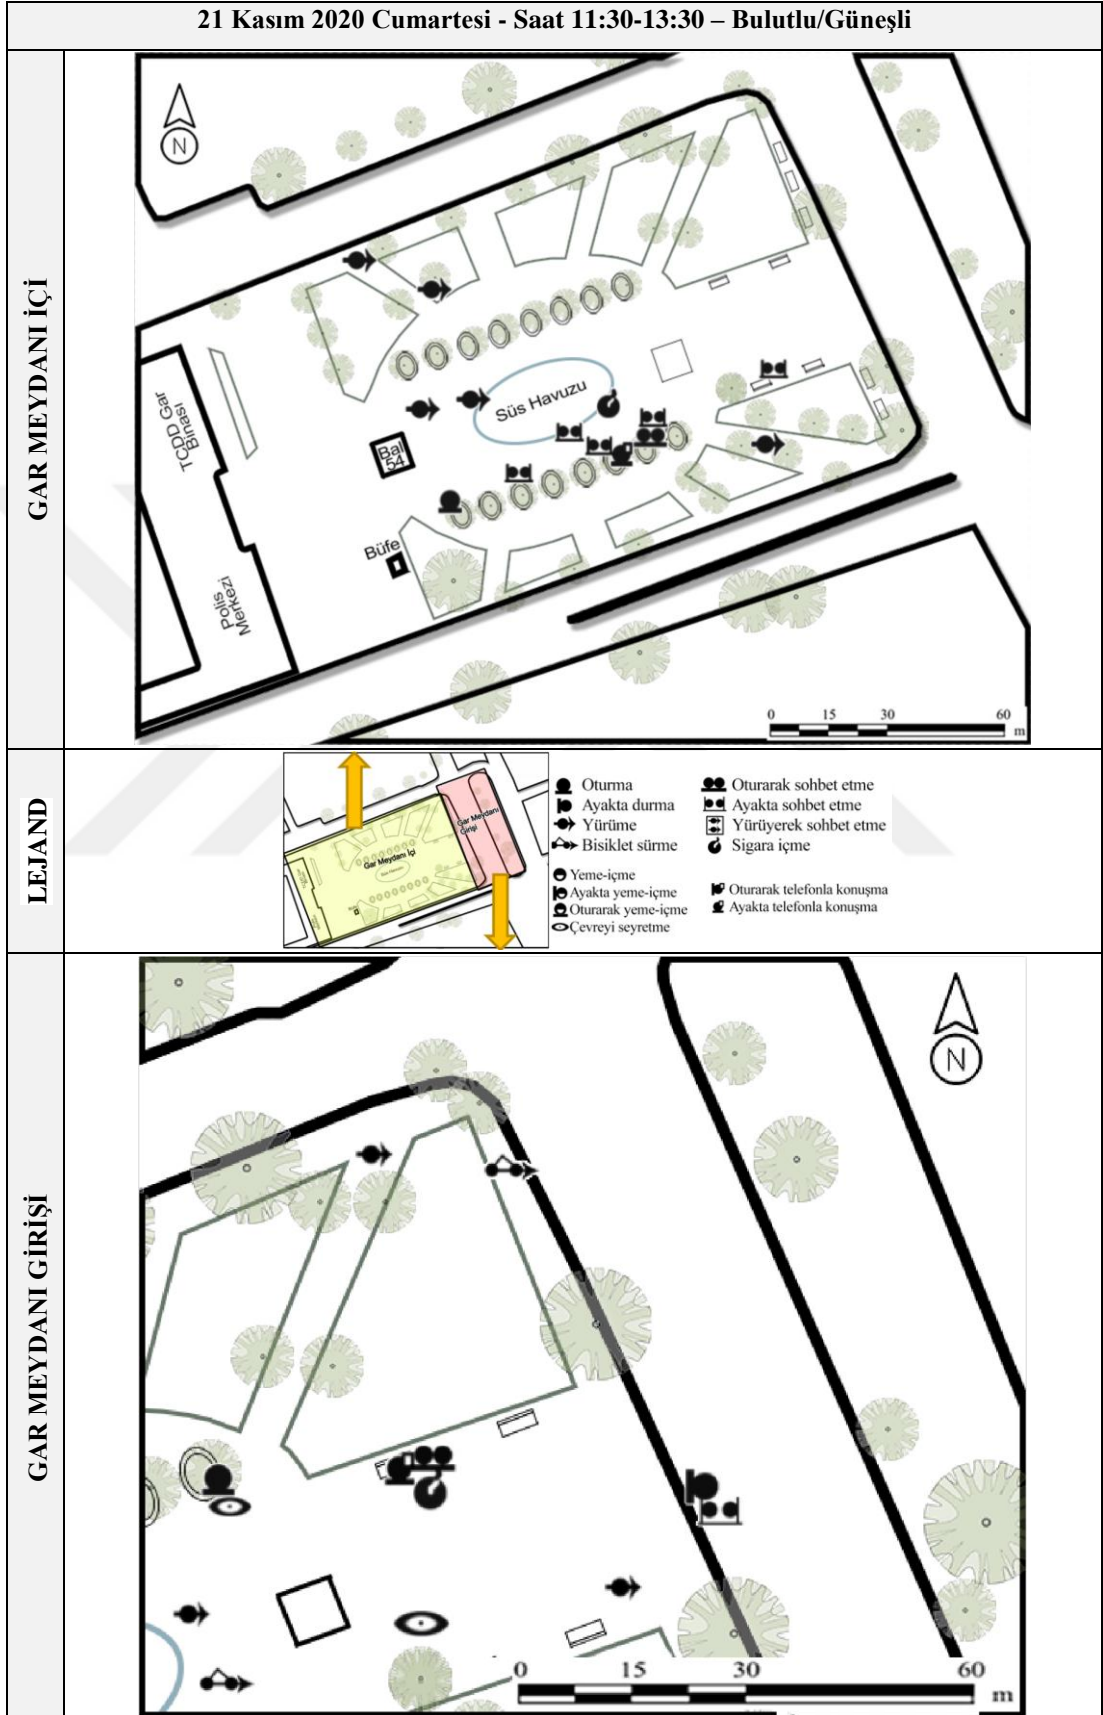 21 Kasım 2020 Cumartesi - Saat 11:30-13:30 – Bulutlu/Güneşli
GAR MEYDANI İÇİ
N
TCDD Gar
Binası
Bal
54
Süs Havuzu
Büfe
Polis
Merkezi
0 15 30 60
m
LEJAND
Gar Meydanı İçi
Gar Meydanı
Girişi
Oturma
Ayakta durma
Yürüme
Bisiklet sürme
Yeme-içme
Ayakta yeme-içme
Oturarak yeme-içme
Çevreyi seyretme
Oturarak sohbet etme
Ayakta sohbet etme
Yürüyerek sohbet etme
Sigara içme
Oturarak telefonla konuşma
Ayakta telefonla konuşma
GAR MEYDANI GİRİŞİ
N
0 15 30 60
m